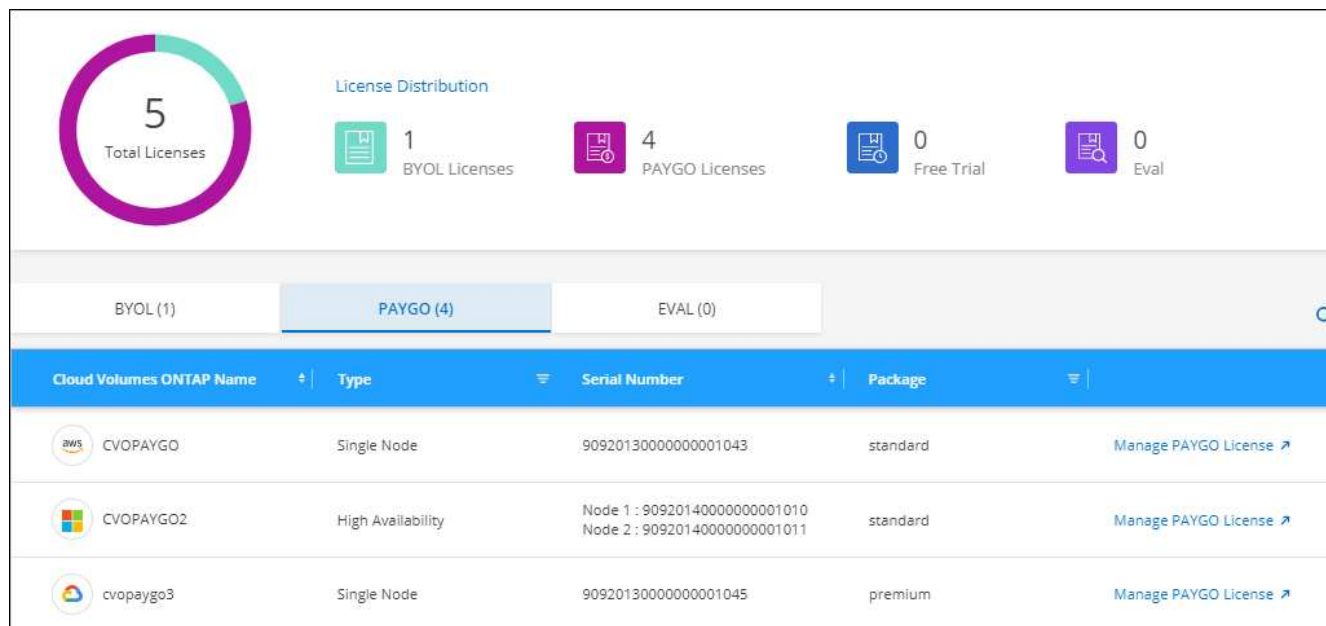 5
Total Licenses
License Distribution
1
BYOL Licenses
4
PAYGO Licenses
0
Free Trial
0
Eval
BYOL (1)
PAYGO (4)
EVAL (0)
Cloud Volumes ONTAP Name
Type
Serial Number
Package
aws
CVOPAYGO
Single Node
90920130000000001043
standard
Manage PAYGO License
CVOPAYGO2
High Availability
Node 1 : 90920140000000001010
Node 2 : 90920140000000001011
standard
Manage PAYGO License
cvopaygo3
Single Node
90920130000000001045
premium
Manage PAYGO License